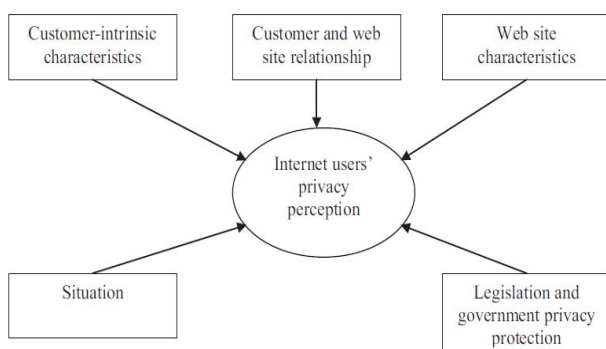 Customer-intrinsic
characteristics
Customer and web
site relationship
Web site
characteristics
Internet users’
privacy
perception
Situation
Legislation and
government privacy
protection